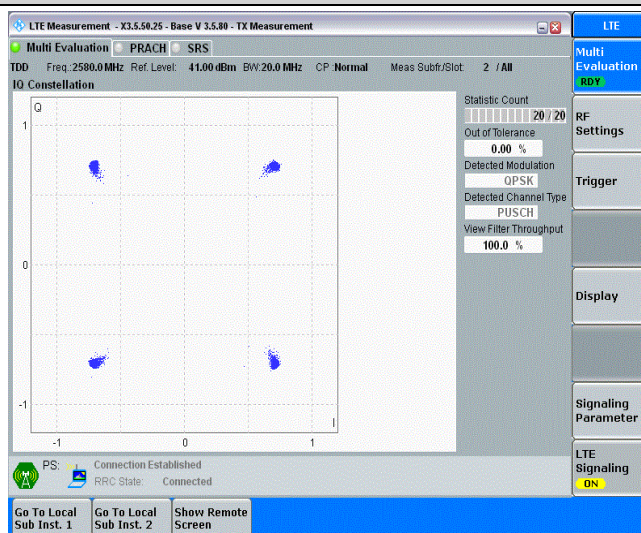 LTE Measurement - X3.5.50.25 - Base V 3.5.80 - TX Measurement
LTE
Multi Evaluation PRACH SRS
TDD Freq.:2580.0 MHz Ref. Level: 41.00 dBm BW:20.0 MHz CP :Normal Meas Subfr./Slot: 2 / All
IQ Constellation
Q
1
0
-1
I
-1 0 1
Statistic Count
20 / 20
Out of Tolerance
0.00 %
Detected Modulation
QPSK
Detected Channel Type
PUSCH
View Filter Throughput
100.0 %
Multi
Evaluation
RDY
RF
Settings
Trigger
Display
Signaling
Parameter
LTE
Signaling
ON
PS: Connection Established
RRC State: Connected
Go To Local
Sub Inst. 1
Go To Local
Sub Inst. 2
Show Remote
Screen